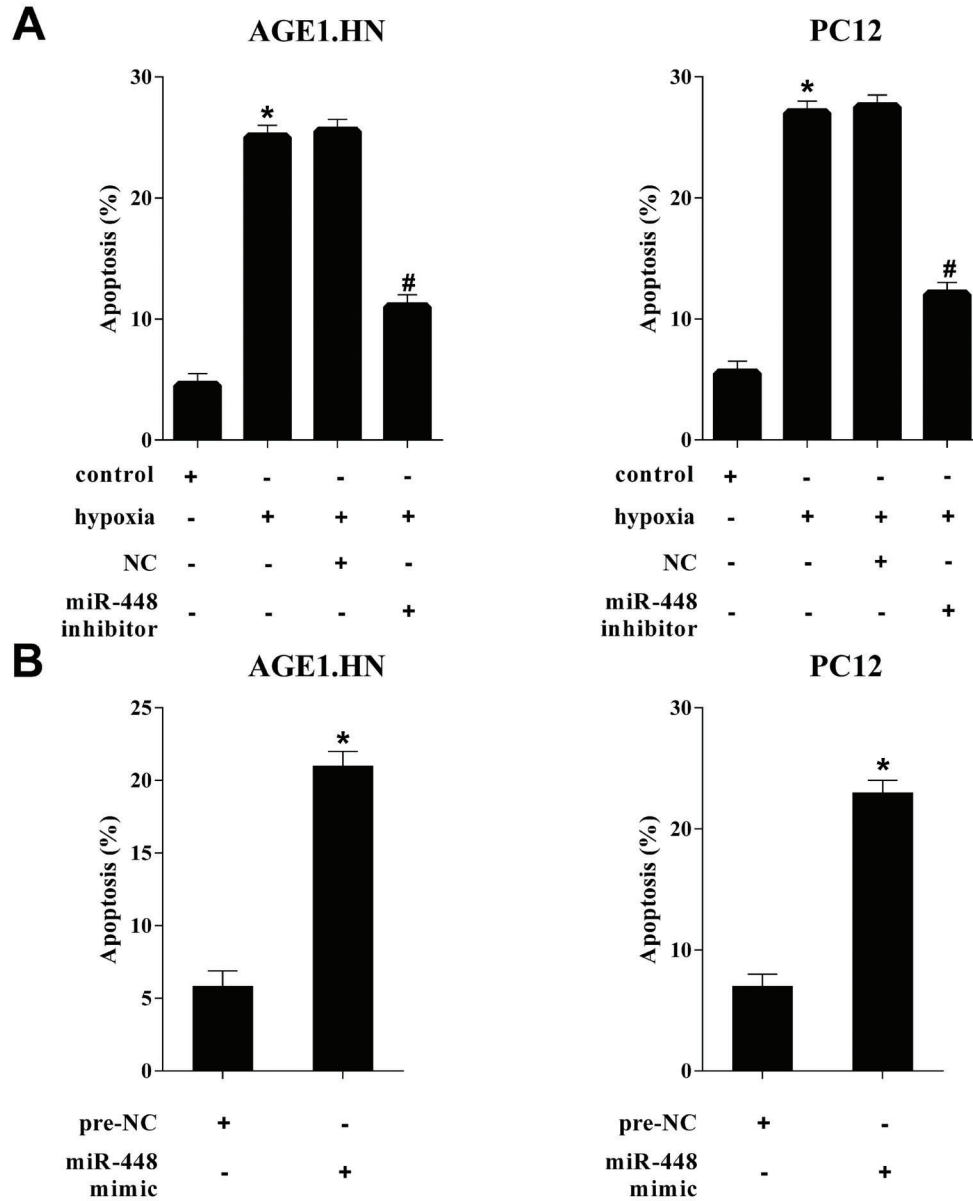 A
AGE1.HN
PC12
Apoptosis (%)
30
20
10
0
*
#
control + - - -
hypoxia - + + +
NC - - + -
miR-448
inhibitor - - - +
Apoptosis (%)
30
20
10
0
*
#
control + - - -
hypoxia - + + +
NC - - + -
miR-448
inhibitor - - - +
B
AGE1.HN
PC12
Apoptosis (%)
25
20
15
10
5
0
*
pre-NC + -
miR-448
mimic - +
Apoptosis (%)
30
20
10
0
*
pre-NC + -
miR-448
mimic - +